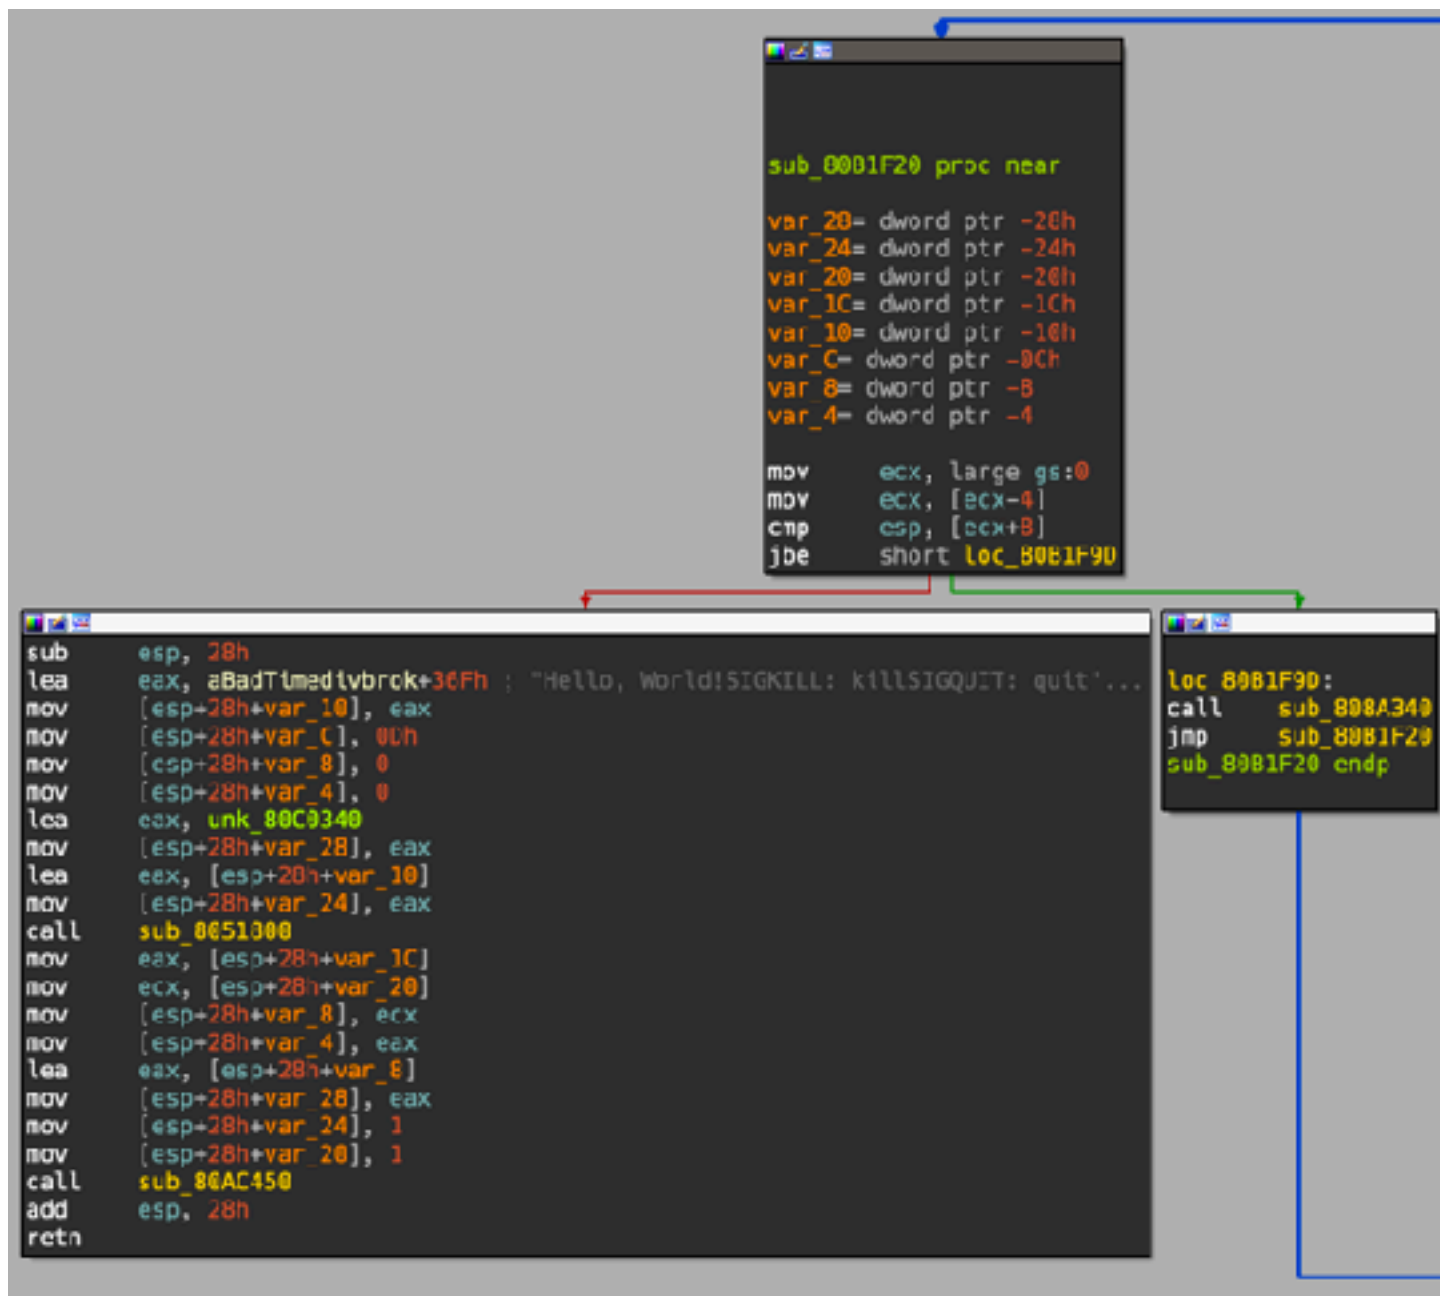 sub_80B1F20 proc near
var_28= dword ptr -28h
var_24= dword ptr -24h
var_20= dword ptr -20h
var_1C= dword ptr -1Ch
var_10= dword ptr -10h
var_C= dword ptr -0Ch
var_8= dword ptr -8
var_4= dword ptr -4
mov ecx, large gs:0
mov ecx, [ecx-4]
cmp esp, [ecx+8]
jbe short loc_80B1F9D
sub esp, 28h
lea eax, aBadTimedivbrok+36Fh ; "Hello, World!SIGKILL: killSIGQUIT: quit"...
mov [esp+28h+var_10], eax
mov [esp+28h+var_C], 0Dh
mov [esp+28h+var_8], 0
mov [esp+28h+var_4], 0
lea eax, unk_80C0340
mov [esp+28h+var_28], eax
lea eax, [esp+28h+var_10]
mov [esp+28h+var_24], eax
call
mov eax, [esp+28h+var_1C]
mov ecx, [esp+28h+var_20]
mov [esp+28h+var_8], ecx
mov [esp+28h+var_4], eax
lea eax, [esp+28h+var_8]
mov [esp+28h+var_28], eax
mov [esp+28h+var_24], 1
mov [esp+28h+var_20], 1
call sub_80AC450
add esp, 28h
retn
loc_80B1F9D:
call sub_808A340
jmp sub_80B1F20
sub_80B1F20 endp